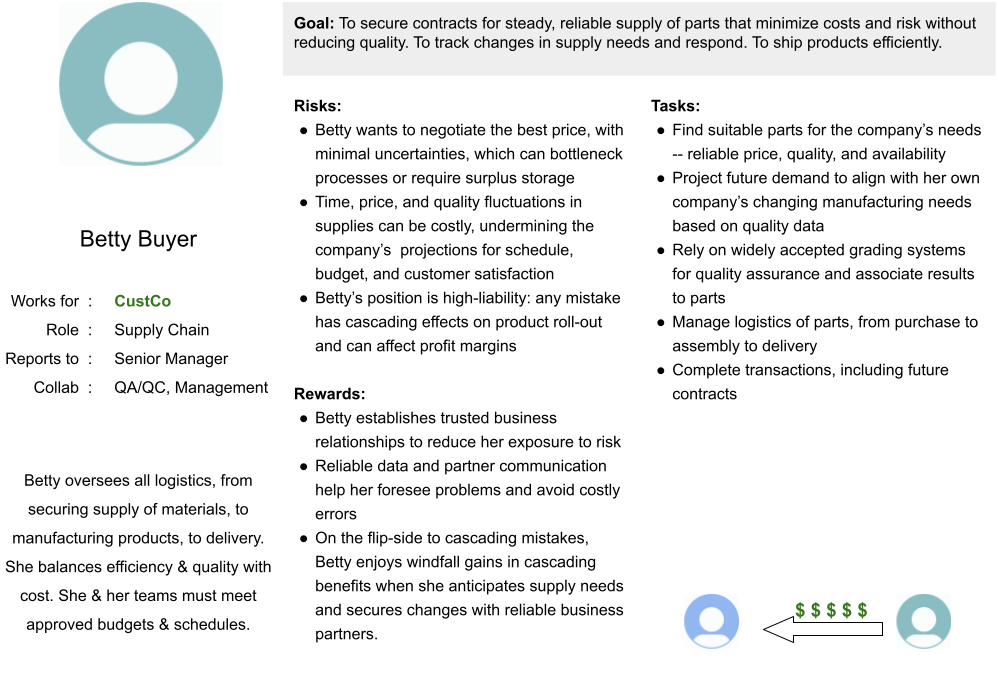 Goal: To secure contracts for steady, reliable supply of parts that minimize costs and risk without
reducing quality. To track changes in supply needs and respond. To ship products efficiently.
Betty Buyer
Works for : CustCo
Role : Supply Chain
Reports to : Senior Manager
Collab : QA/QC, Management
Betty oversees all logistics, from
securing supply of materials, to
manufacturing products, to delivery.
She balances efficiency & quality with
cost. She & her teams must meet
approved budgets & schedules.
Risks:
● Betty wants to negotiate the best price, with
minimal uncertainties, which can bottleneck
processes or require surplus storage
● Time, price, and quality fluctuations in
supplies can be costly, undermining the
company's  projections for schedule,
budget, and customer satisfaction
● Betty's position is high-liability: any mistake
has cascading effects on product roll-out
and can affect profit margins
Rewards:
● Betty establishes trusted business
relationships to reduce her exposure to risk
● Reliable data and partner communication
help her foresee problems and avoid costly
errors
● On the flip-side to cascading mistakes,
Betty enjoys windfall gains in cascading
benefits when she anticipates supply needs
and secures changes with reliable business
partners.
Tasks:
● Find suitable parts for the company's needs
-- reliable price, quality, and availability
● Project future demand to align with her own
company's changing manufacturing needs
based on quality data
● Rely on widely accepted grading systems
for quality assurance and associate results
to parts
● Manage logistics of parts, from purchase to
assembly to delivery
● Complete transactions, including future
contracts
$ $ $ $ $